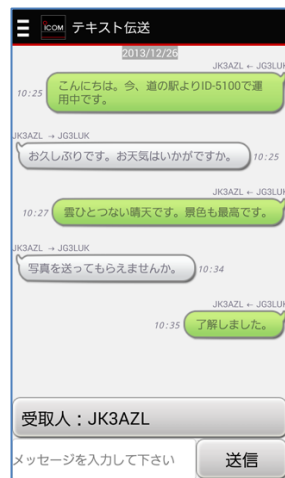 ICOM テキスト伝送
2013/12/26
JK3AZL ← JG3LUK
こんにちは。今、道の駅よりID-5100で運
用中です。
10:25
JK3AZL → JG3LUK
お久しぶりです。お天気はいかがですか。 10:25
JK3AZL ← JG3LUK
10:27 雲ひとつない晴天です。景色も最高です。
JK3AZL → JG3LUK
写真を送ってもらえませんか。 10:34
JK3AZL ← JG3LUK
10:35 了解しました。
受取人：JK3AZL
メッセージを入力して下さい 送信